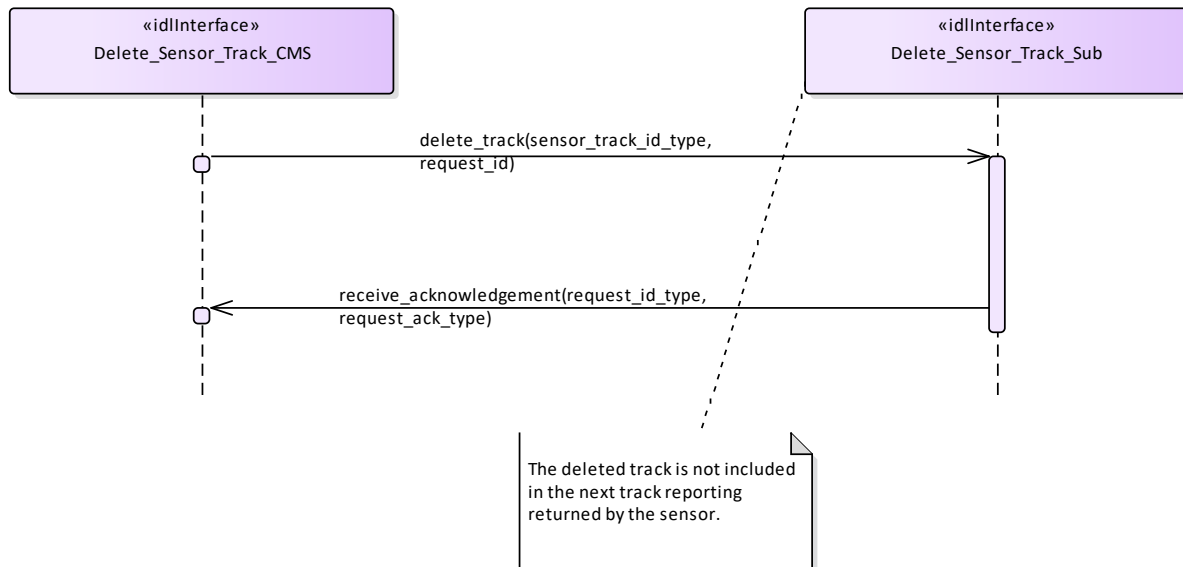 «idlInterface»
Delete_Sensor_Track_CMS
«idlInterface»
Delete_Sensor_Track_Sub
delete_track(sensor_track_id_type,
request_id)
receive_acknowledgement(request_id_type,
request_ack_type)
The deleted track is not included
in the next track reporting
returned by the sensor.